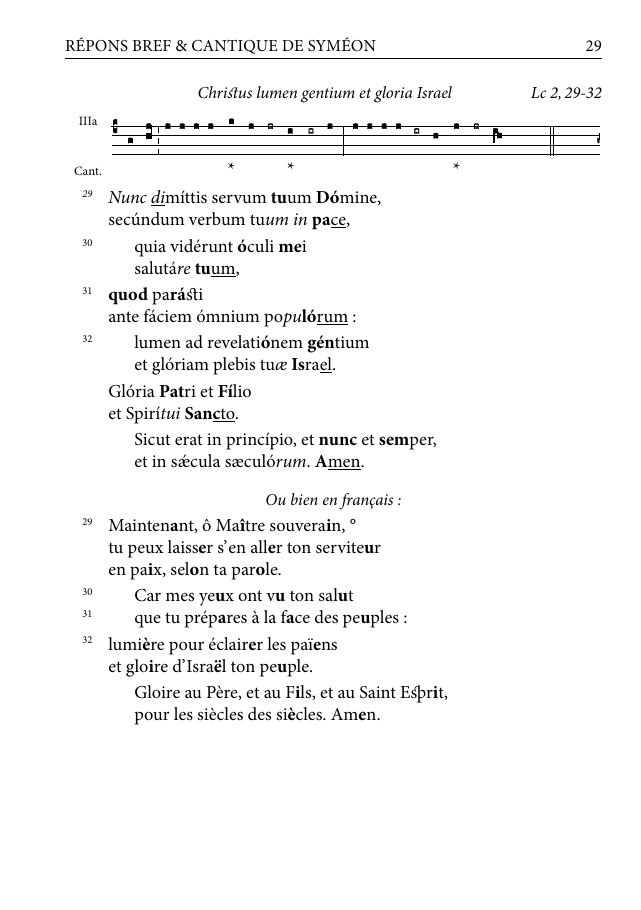 RÉPONS BREF & CANTIQUE DE SYMÉON 29
Christus lumen gentium et gloria Israel Lc 2, 29-32
IIIa
Cant. * * *
29 Nunc dimíttis servum tuum Dómine,
secúndum verbum tuum in pace,
30 quia vidérunt óculi mei
salutáre tuum,
31 quod parásti
ante fáciem ómnium populórum :
32 lumen ad revelatiónem géntium
et glóriam plebis tuæ Israel.
Glória Patri et Fílio
et Spirítui Sancto.
Sicut erat in princípio, et nunc et semper,
et in sǽcula sæculórum. Amen.
Ou bien en français :
29 Maintenant, ô Maître souverain, °
tu peux laisser s’en aller ton serviteur
en paix, selon ta parole.
30 Car mes yeux ont vu ton salut
31 que tu prépares à la face des peuples :
32 lumière pour éclairer les païens
et gloire d’Israël ton peuple.
Gloire au Père, et au Fils, et au Saint Esprit,
pour les siècles des siècles. Amen.